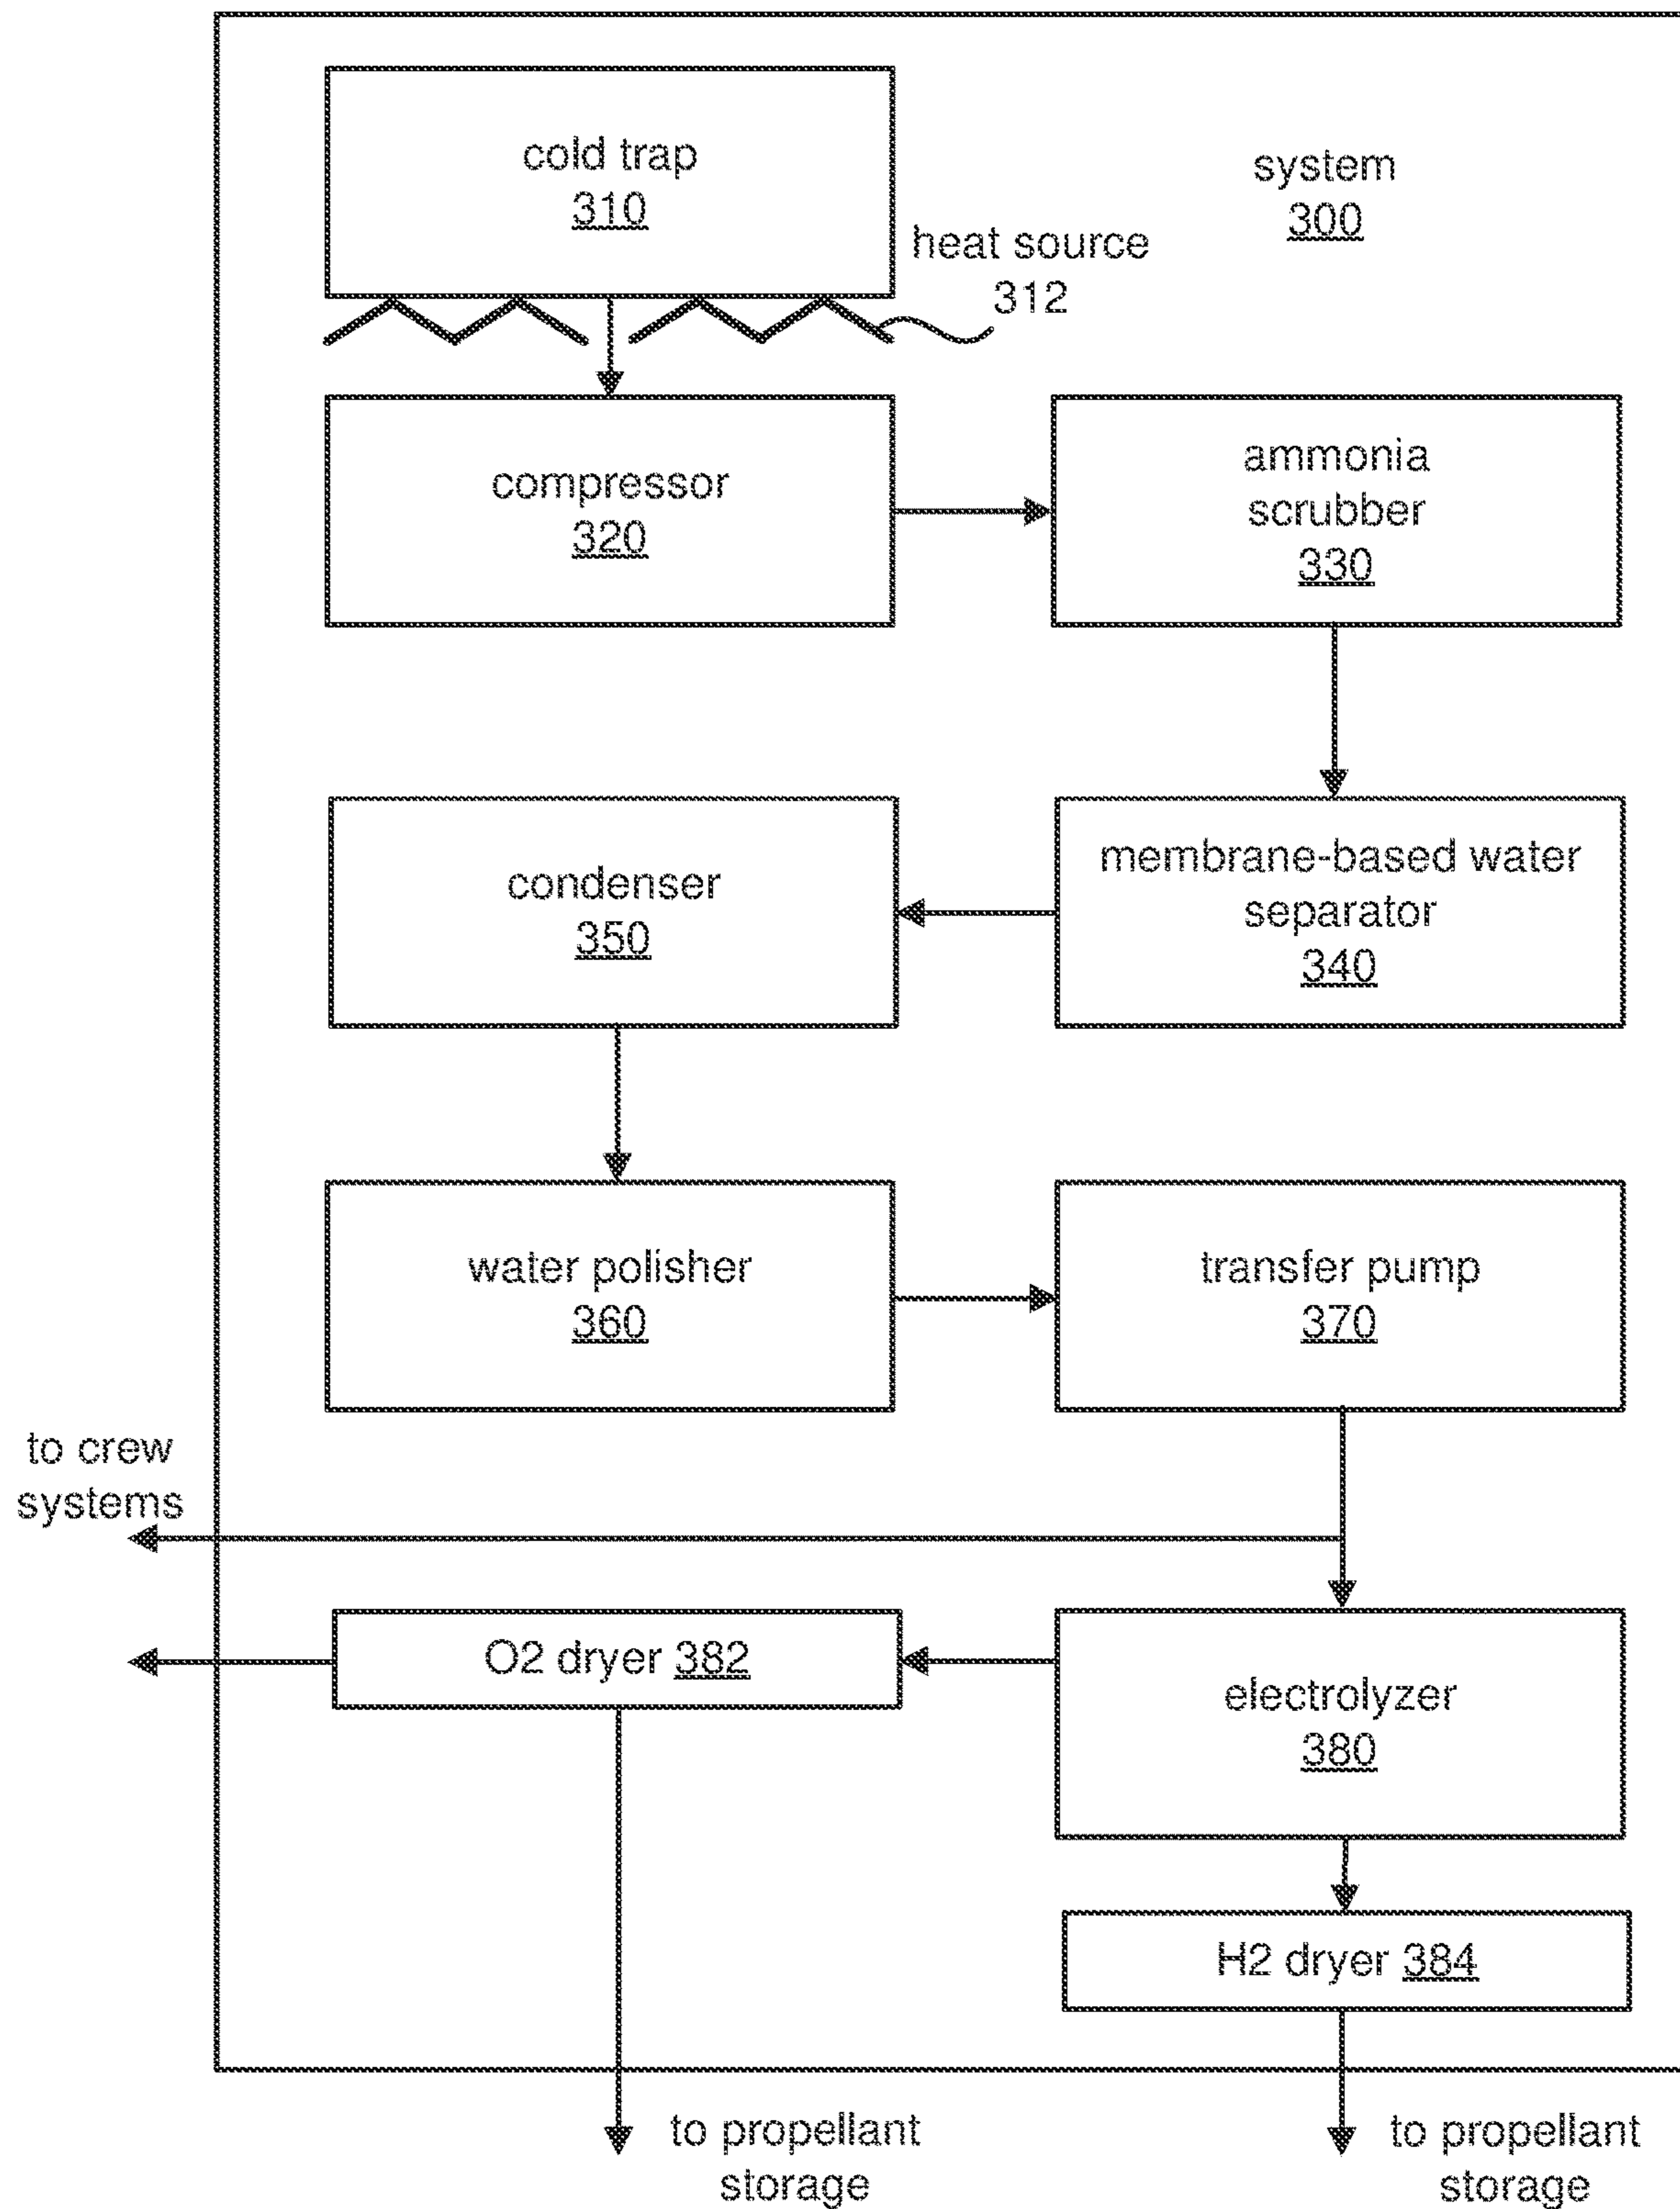 cold trap
310
system
300
heat source
312
compressor
320
ammonia
scrubber
330
condenser
350
membrane-based water
separator
340
water polisher
360
transfer pump
370
to crew
systems
O2 dryer 382
electrolyzer
380
H2 dryer 384
to propellant
storage
to propellant
storage